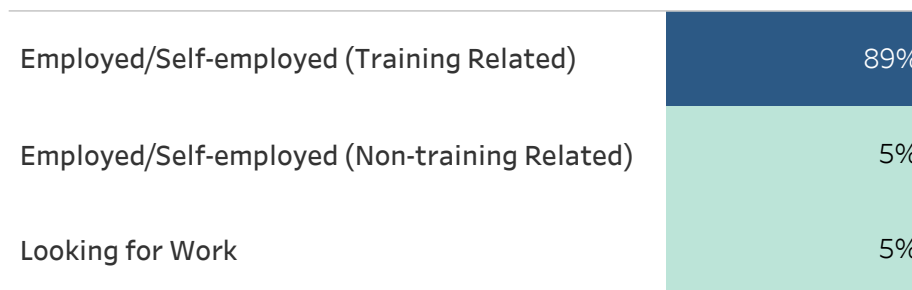 Employed/Self-employed (Training Related) 89%
Employed/Self-employed (Non-training Related) 5%
Looking for Work 5%